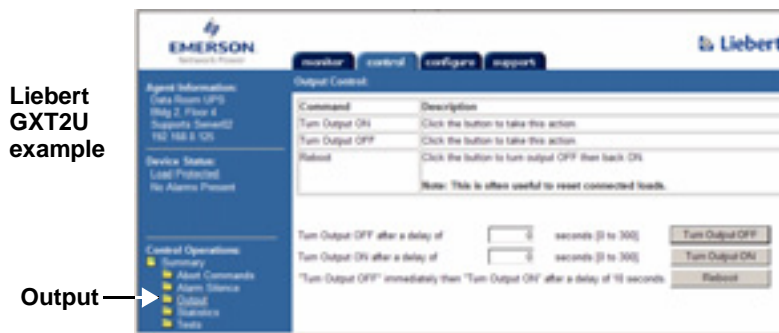 Liebert
GXT2U
example
EMERSON
Network Power
Liebert
monitor control configure support
Agent Information:
Data Room UPS
Bldg 2, Floor 4
Supports Server02
192.168.0.125
Device Status:
Load Protected
No Alarms Present
Control Operations:
Summary
Abort Commands
Alarm Silence
Output
Statistics
Tests
Output Control:
Command Description
Turn Output ON Click the button to take this action.
Turn Output OFF Click the button to take this action.
Reboot Click the button to turn output OFF then back ON.
Note: This is often useful to reset connected loads.
Turn Output OFF after a delay of 0 seconds [0 to 300]. Turn Output OFF
Turn Output ON after a delay of 0 seconds [0 to 300]. Turn Output ON
"Turn Output OFF" immediately then "Turn Output ON" after a delay of 10 seconds. Reboot
Output